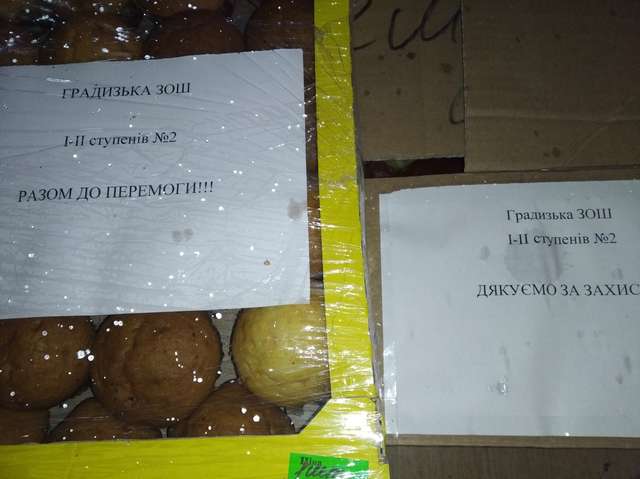 ГРАДИЗЬКА ЗОШ
І-ІІ ступенів №2
РАЗОМ ДО ПЕРЕМОГИ!!!
Градизька ЗОШ
І-ІІ ступенів №2
ДЯКУЄМО ЗА ЗАХИС